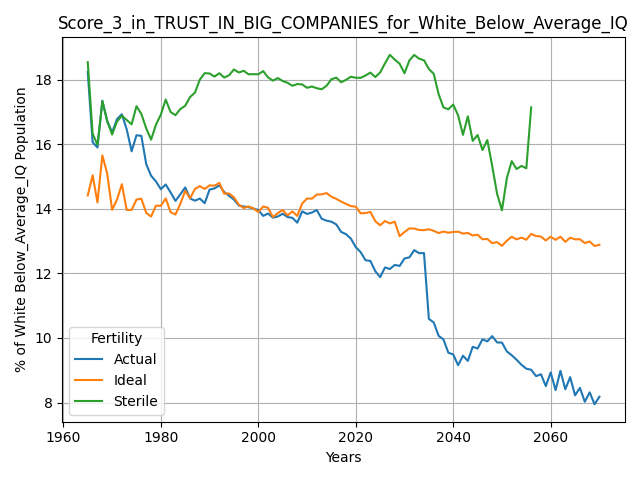 Score_3_in_TRUST_IN_BIG_COMPANIES_for_White_Below_Average_IQ
% of White Below_Average_IQ Population
18
16
14
12
10
8
Fertility
Actual
Ideal
Sterile
1960
1980
2000
2020
2040
2060
Years